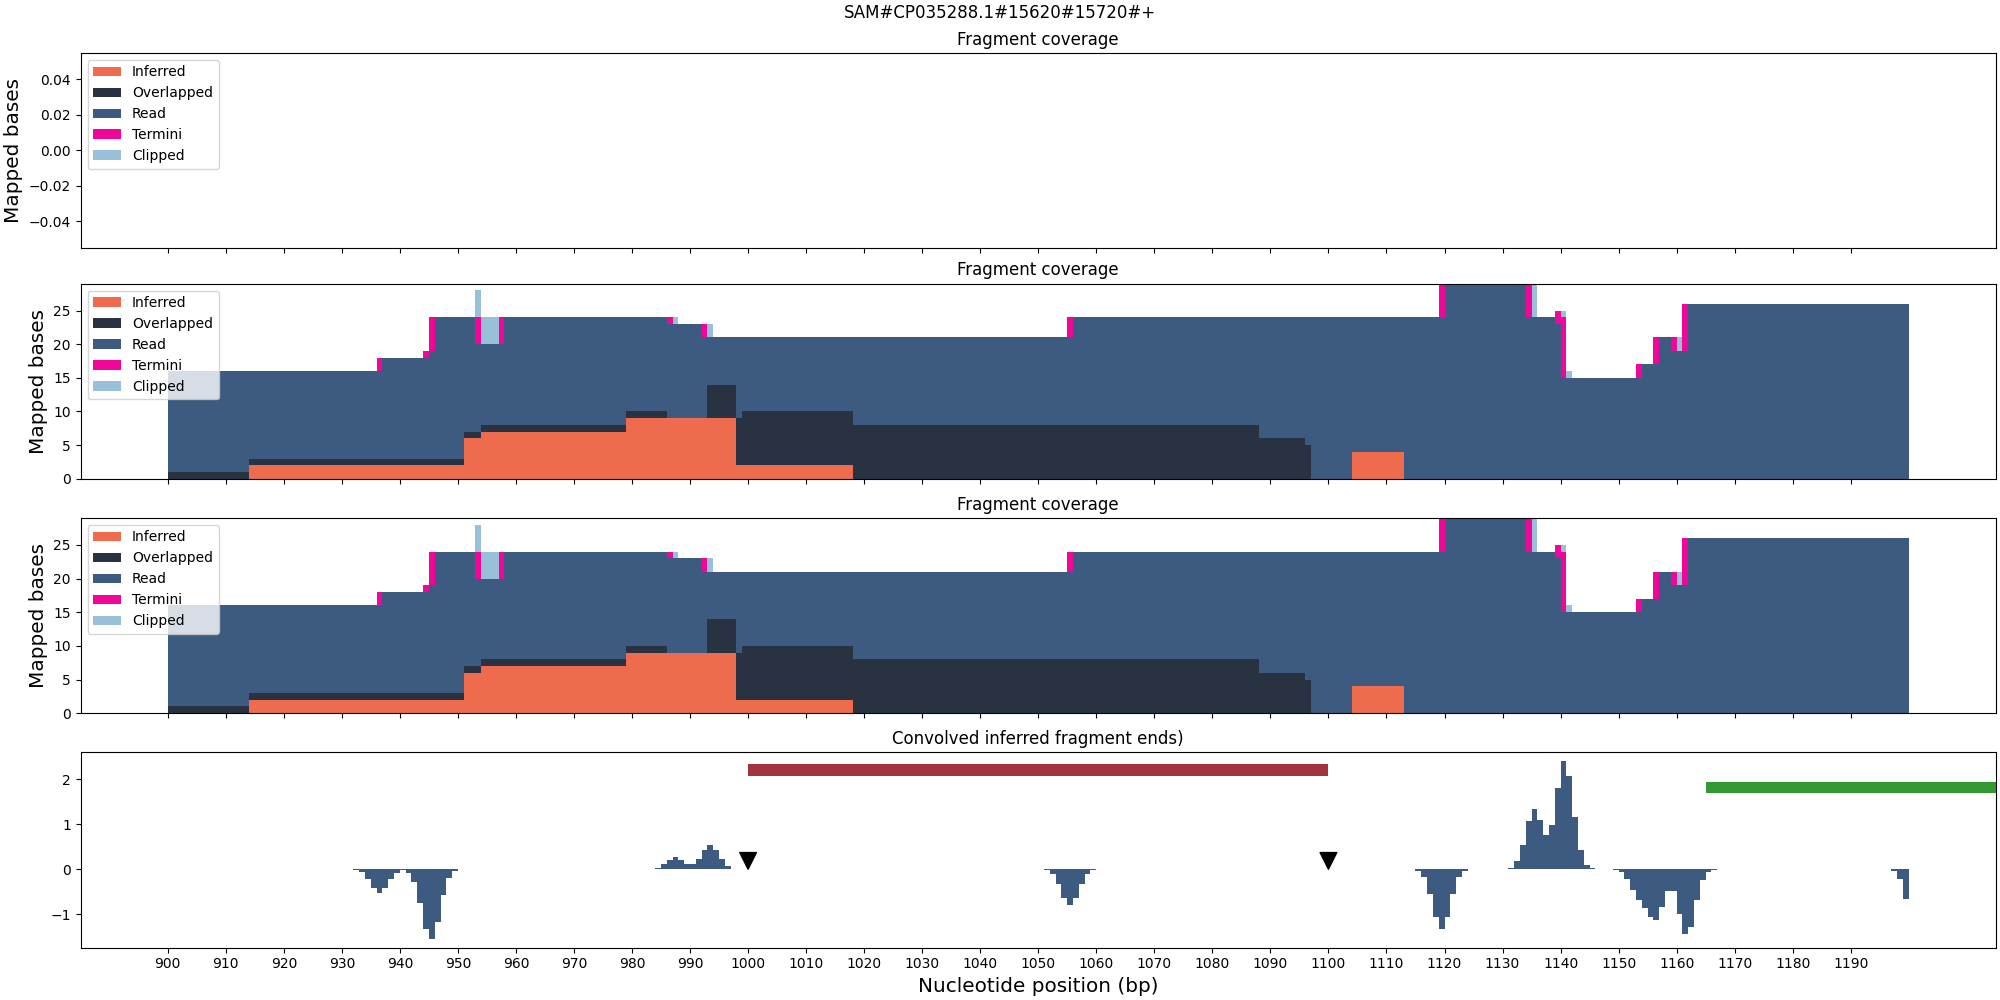 SAM#CP035288.1#15620#15720#+
Fragment coverage
Mapped bases
0.04
0.02
0.00
−0.02
−0.04
Inferred
Overlapped
Read
Termini
Clipped
Fragment coverage
Mapped bases
25
20
15
10
5
0
Inferred
Overlapped
Read
Termini
Clipped
Fragment coverage
Mapped bases
25
20
15
10
5
0
Inferred
Overlapped
Read
Termini
Clipped
Convolved inferred fragment ends)
2
1
0
−1
900 910 920 930 940 950 960 970 980 990 1000 1010 1020 1030 1040 1050 1060 1070 1080 1090 1100 1110 1120 1130 1140 1150 1160 1170 1180 1190
Nucleotide position (bp)